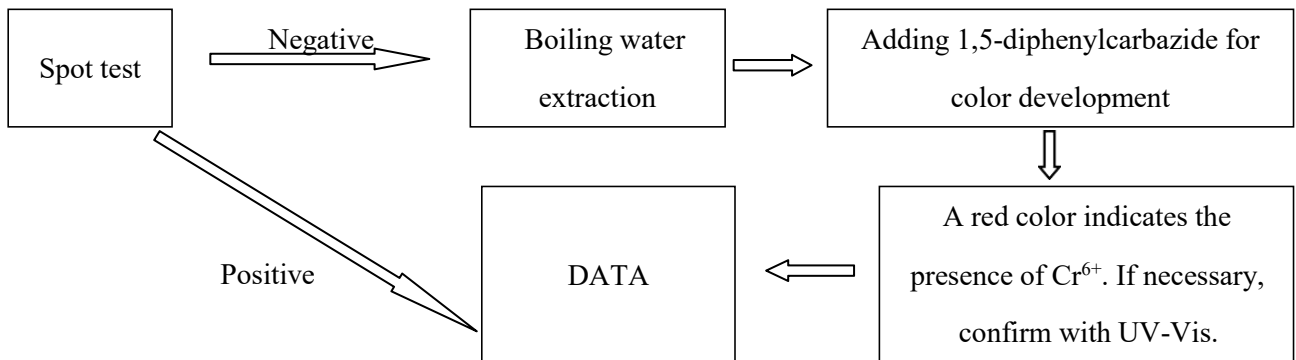 Spot test
Negative
Boiling water
extraction
Adding 1,5-diphenylcarbazide for
color development
A red color indicates the
presence of Cr⁶⁺. If necessary,
confirm with UV-Vis.
DATA
Positive